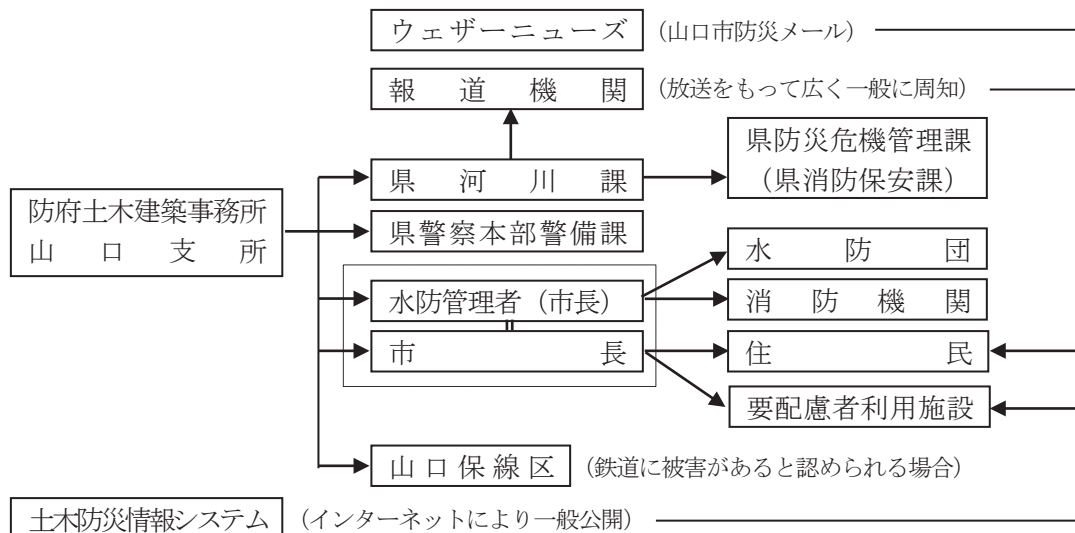 ウェザーニューズ (山口市防災メール)
報道機関 (放送をもって広く一般に周知)
県河川課
県防災危機管理課
(県消防保安課)
防府土木建築事務所
山口支所
県警察本部警備課
水防団
水防管理者(市長)
消防機関
市長
住民
要配慮者利用施設
山口保線区 (鉄道に被害があると認められる場合)
土木防災情報システム (インターネットにより一般公開)